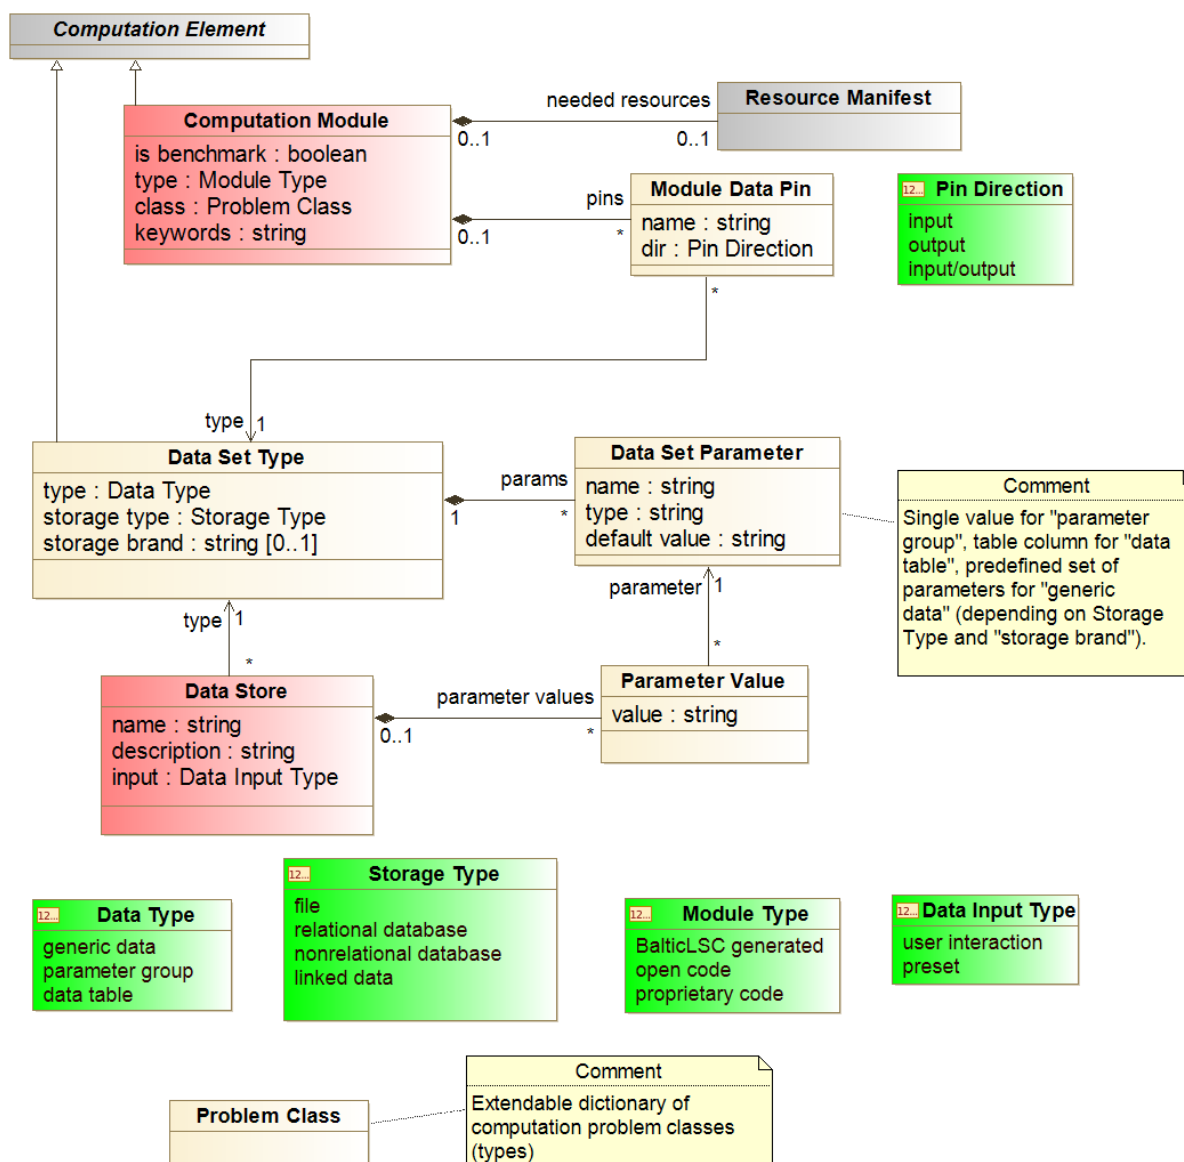 Computation Element
Computation Module
is benchmark : boolean
type : Module Type
class : Problem Class
keywords : string
needed resources
0..1
0..1
Resource Manifest
pins
0..1
*
Module Data Pin
name : string
dir : Pin Direction
*
12... Pin Direction
input
output
input/output
type
1
Data Set Type
type : Data Type
storage type : Storage Type
storage brand : string [0..1]
params
1
*
Data Set Parameter
name : string
type : string
default value : string
Comment
Single value for "parameter
group", table column for "data
table", predefined set of
parameters for "generic
data" (depending on Storage
Type and "storage brand").
type
1
*
parameter
1
*
Data Store
name : string
description : string
input : Data Input Type
parameter values
0..1
*
Parameter Value
value : string
12... Data Type
generic data
parameter group
data table
12... Storage Type
file
relational database
nonrelational database
linked data
12... Module Type
BalticLSC generated
open code
proprietary code
12... Data Input Type
user interaction
preset
Problem Class
Comment
Extendable dictionary of
computation problem classes
(types)